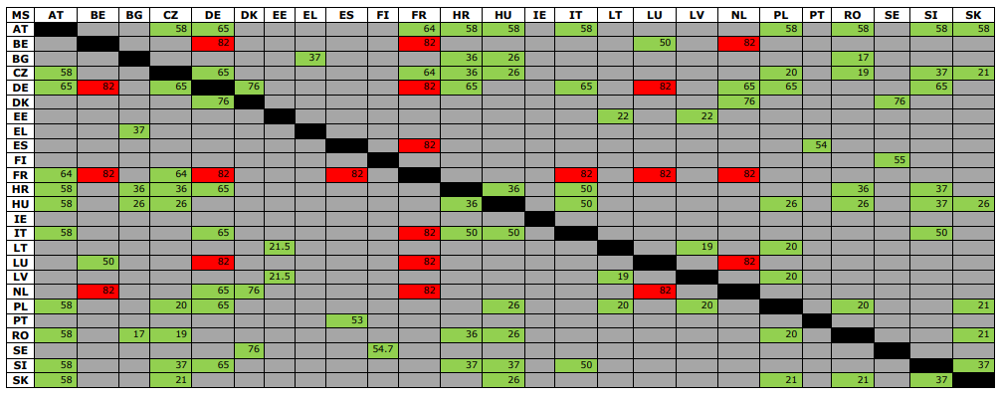 MS AT BE BG CZ DE DK EE EL ES FI FR HR HU IE IT LT LU LV NL PL PT RO SE SI SK
AT 58 65 64 58 58 58 58 58 58 58
BE 82 82 50 82
BG 37 36 26 17
CZ 58 65 64 36 26 20 19 37 21
DE 65 82 65 76 82 65 65 82 65 65 65
DK 76 76 76
EE 22 22
EL 37
ES 82 54
FI 55
FR 64 82 64 82 82 82 82 82
HR 58 36 36 65 36 50 36 37
HU 58 26 26 36 50 26 26 37 26
IE
IT 58 65 82 50 50 50
LT 21.5 19 20
LU 50 82 82 82
LV 21.5 19 20
NL 82 65 76 82 82
PL 58 20 65 26 20 20 20 21
PT 53
RO 58 17 19 36 26 20 21
SE 76 54.7
SI 58 37 65 37 37 50 37
SK 58 21 26 21 21 37